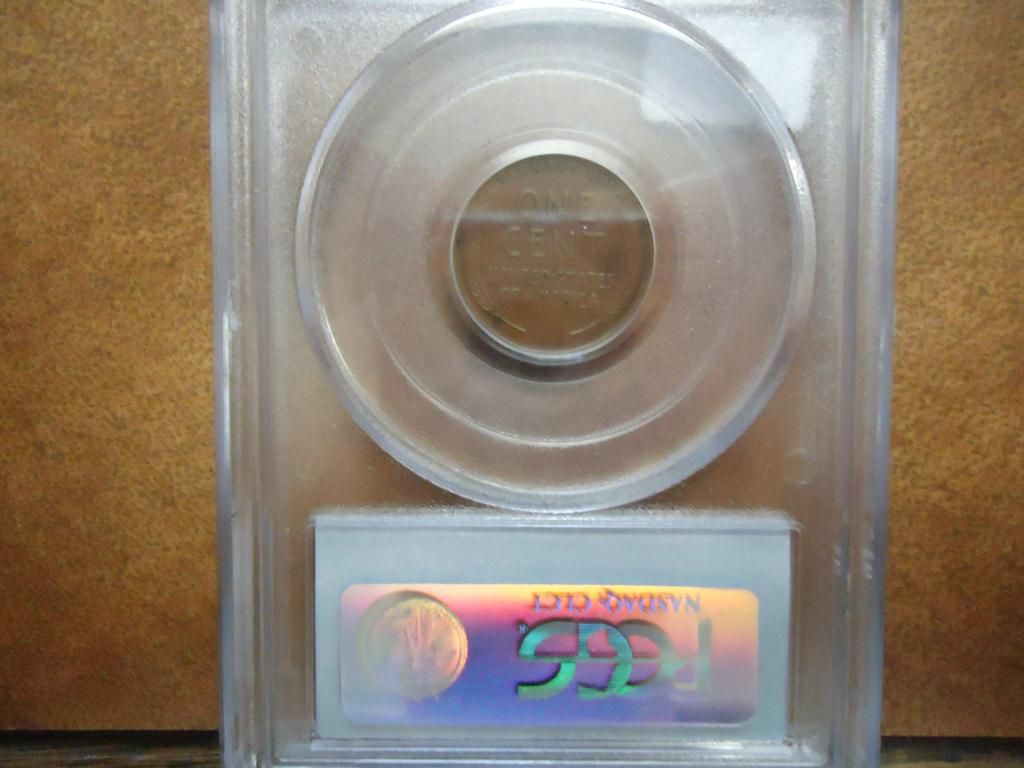 ONE
CENT
UNITED STATES
OF AMERICA
NASDAQ: CLCT
PCGS®